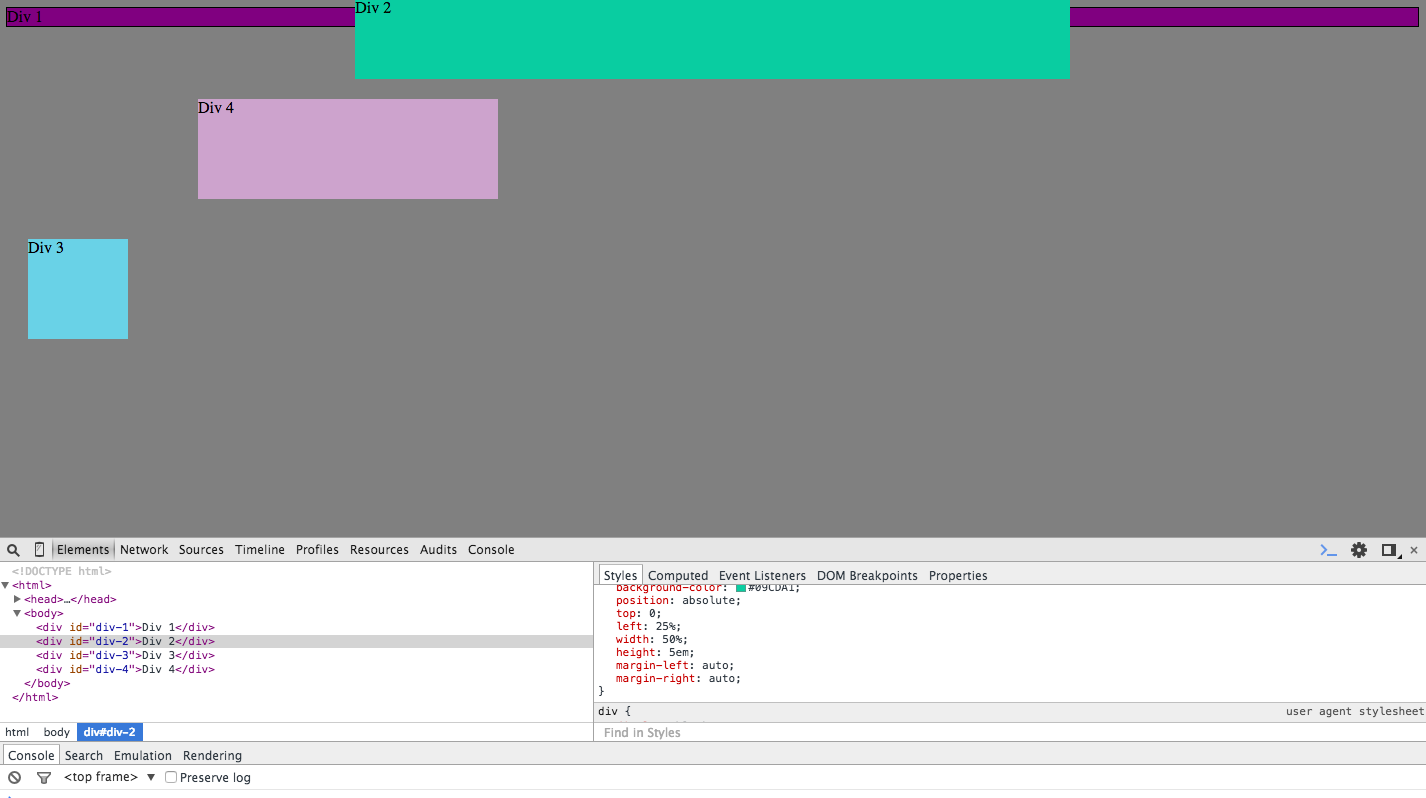 Div 1
Div 2
Div 4
Div 3
Elements Network Sources Timeline Profiles Resources Audits Console
<!DOCTYPE html>
<html>
<head>…</head>
<body>
<div id="div-1">Div 1</div>
<div id="div-2">Div 2</div>
<div id="div-3">Div 3</div>
<div id="div-4">Div 4</div>
</body>
</html>
html body div#div-2
Styles Computed Event Listeners DOM Breakpoints Properties
background-color: #09CDA1;
position: absolute;
top: 0;
left: 25%;
width: 50%;
height: 5em;
margin-left: auto;
margin-right: auto;
}
div { user agent stylesheet
Find in Styles
Console Search Emulation Rendering
<top frame> ▼ Preserve log